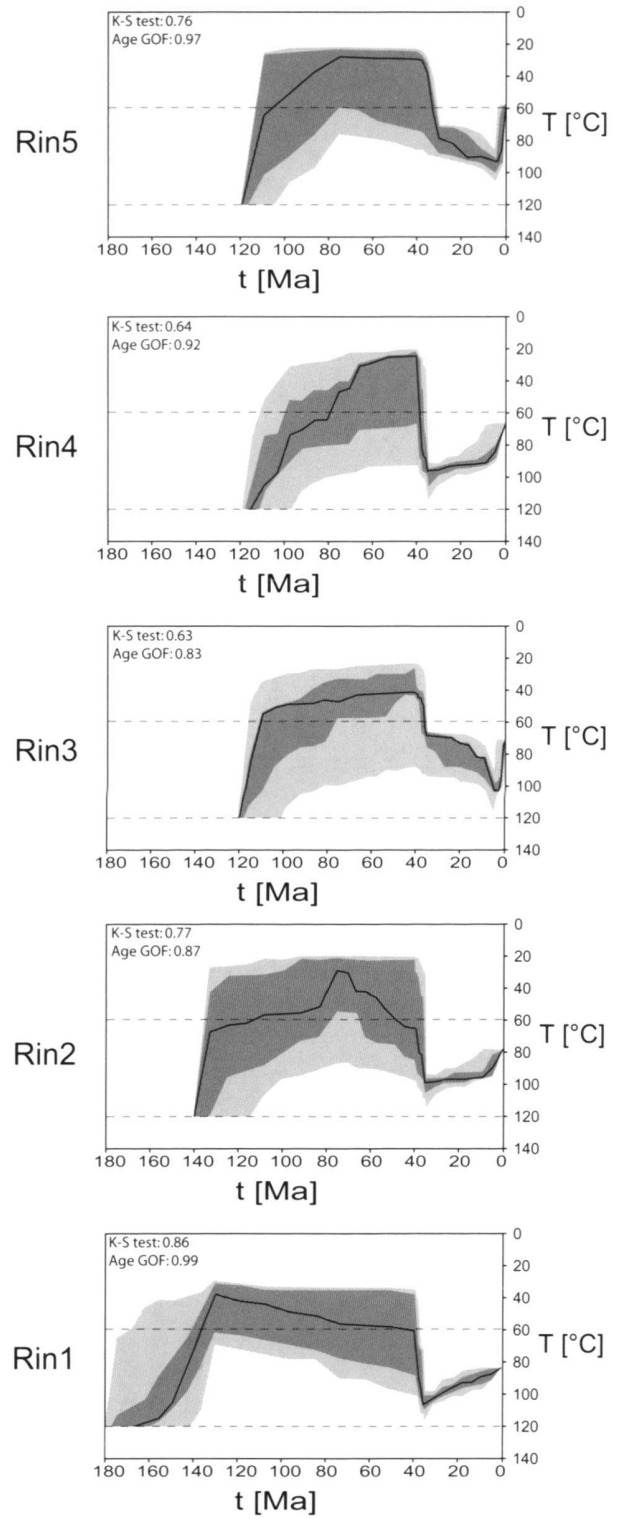 K-S test: 0.76
Age GOF: 0.97
Rin5
0
20
40
60
80
100
120
140
T [°C]
180 160 140 120 100 80 60 40 20 0
t [Ma]
K-S test: 0.64
Age GOF: 0.92
Rin4
0
20
40
60
80
100
120
140
T [°C]
180 160 140 120 100 80 60 40 20 0
t [Ma]
K-S test: 0.63
Age GOF: 0.83
Rin3
0
20
40
60
80
100
120
140
T [°C]
180 160 140 120 100 80 60 40 20 0
t [Ma]
K-S test: 0.77
Age GOF: 0.87
Rin2
0
20
40
60
80
100
120
140
T [°C]
180 160 140 120 100 80 60 40 20 0
t [Ma]
K-S test: 0.86
Age GOF: 0.99
Rin1
0
20
40
60
80
100
120
140
T [°C]
180 160 140 120 100 80 60 40 20 0
t [Ma]